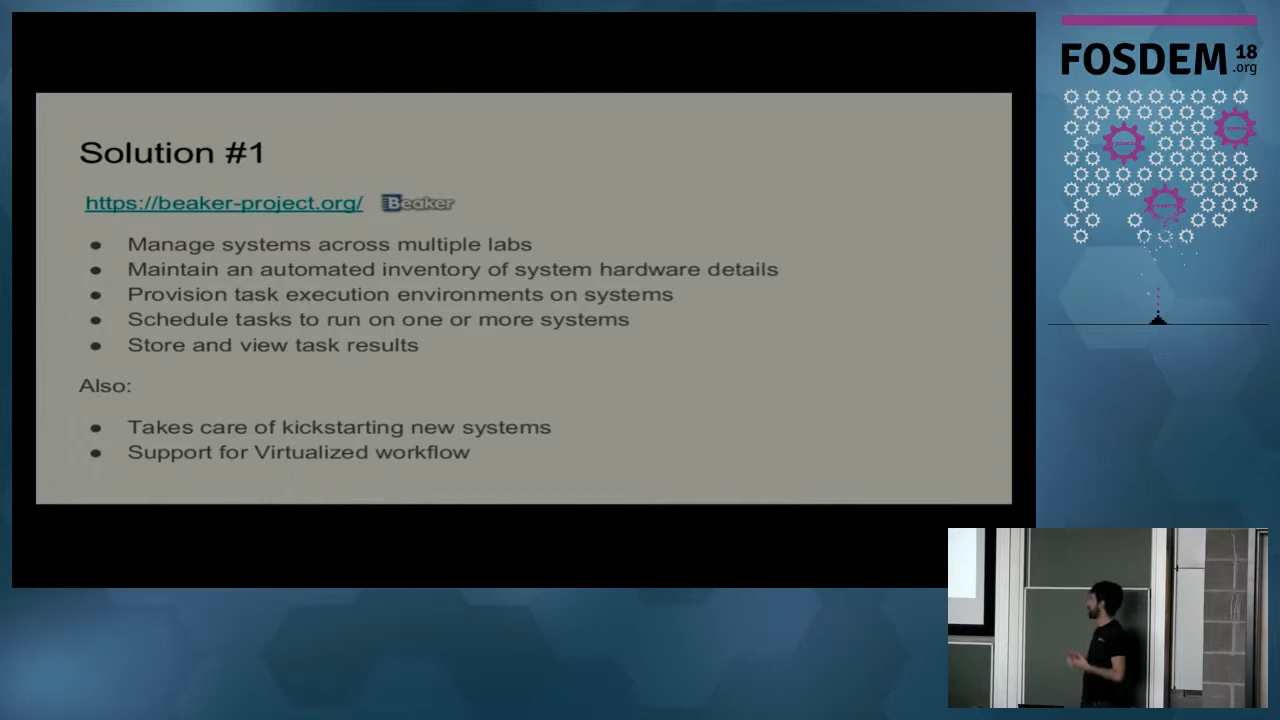 FOSDEM 18
.org
Solution #1
https://beaker-project.org/ Beaker
● Manage systems across multiple labs
● Maintain an automated inventory of system hardware details
● Provision task execution environments on systems
● Schedule tasks to run on one or more systems
● Store and view task results
Also:
● Takes care of kickstarting new systems
● Support for Virtualized workflow